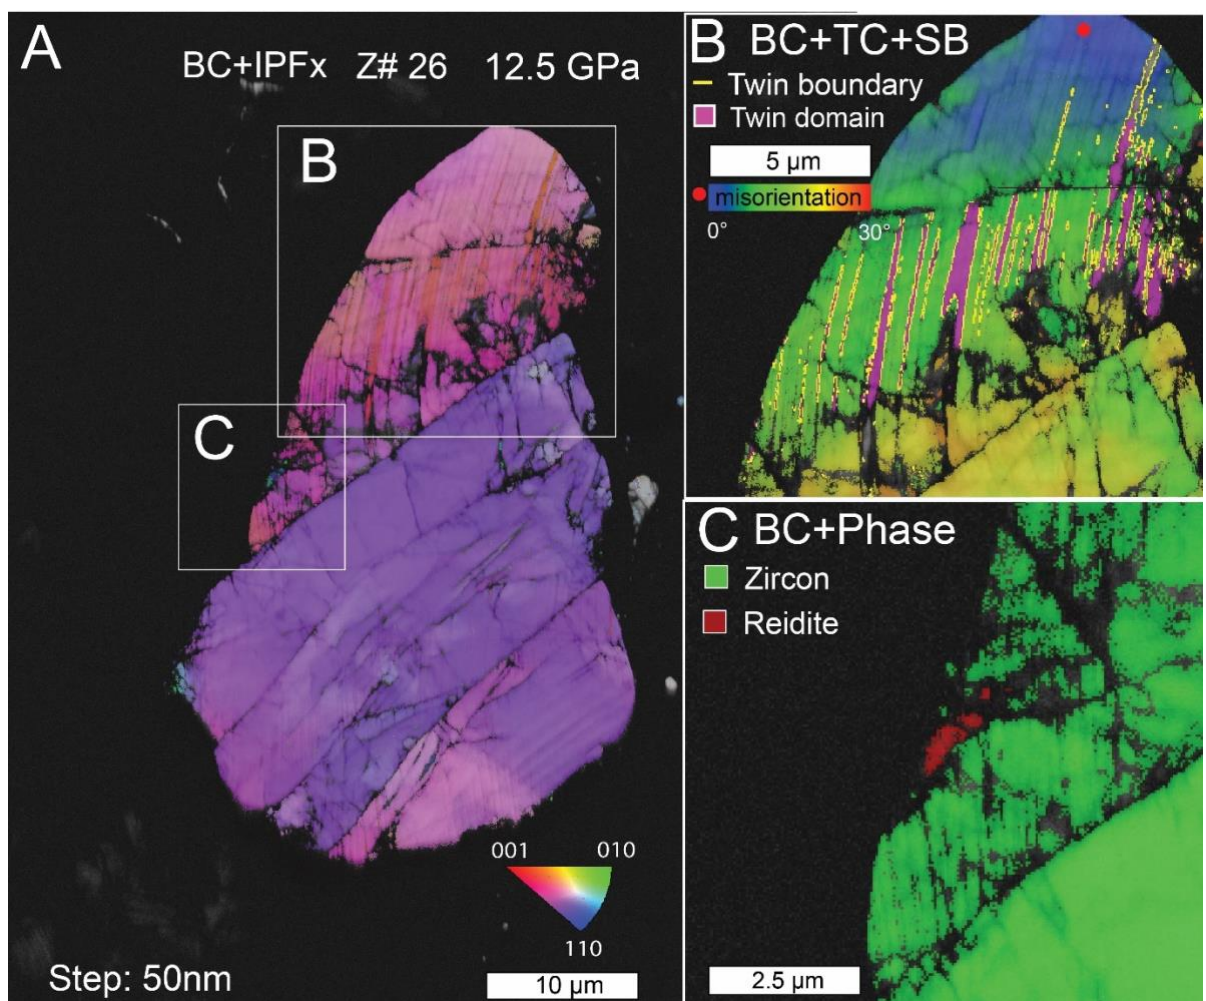 A
BC+IPFx Z# 26 12.5 GPa
B
C
001 010
110
Step: 50nm
10 µm
B BC+TC+SB
Twin boundary
Twin domain
5 µm
misorientation
0° 30°
C BC+Phase
Zircon
Reidite
2.5 µm